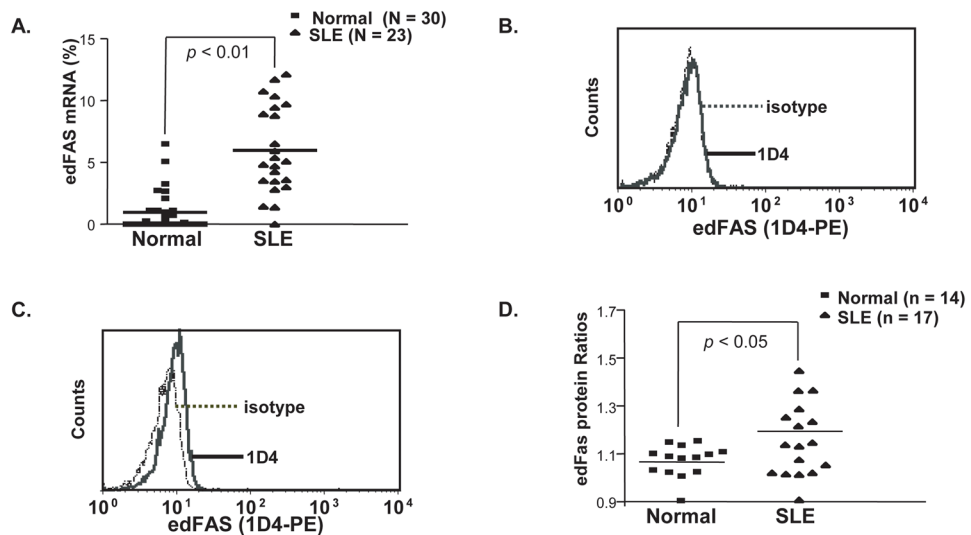 A.
Normal (N = 30)
SLE (N = 23)
edFAS mRNA (%)
15
10
5
0
p < 0.01
Normal SLE
B.
Counts
isotype
1D4
10^0 10^1 10^2 10^3 10^4
edFAS (1D4-PE)
C.
Counts
isotype
1D4
10^0 10^1 10^2 10^3 10^4
edFAS (1D4-PE)
D.
Normal (n = 14)
SLE (n = 17)
edFas protein Ratios
1.7
1.5
1.3
1.1
0.9
p < 0.05
Normal SLE